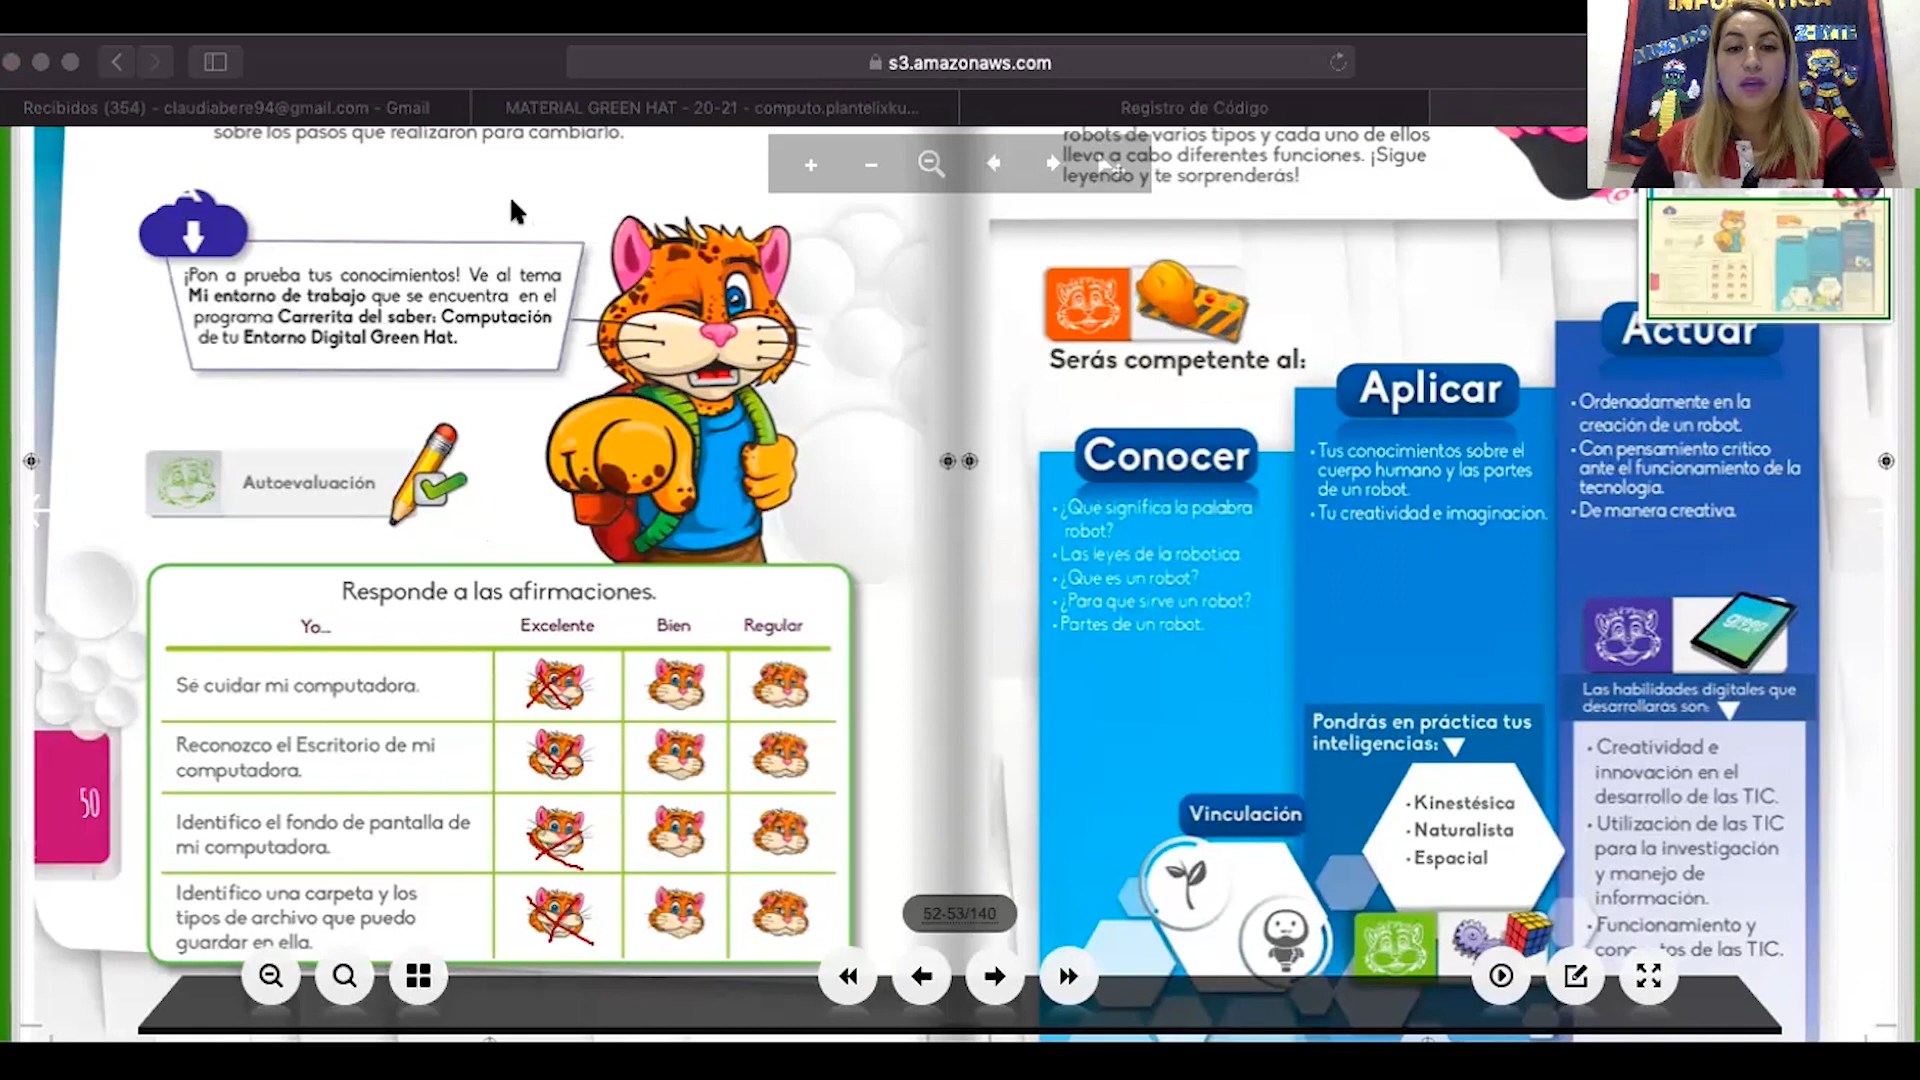 INFORMÁTICA
ARNOLDO
Z-BYTE
s3.amazonaws.com
Recibidos (354) - claudiabere94@gmail.com - Gmail
MATERIAL GREEN HAT - 20-21 - computo.plantelixku...
Registro de Código
sobre los pasos que realizaron para cambiarlo.
¡Pon a prueba tus conocimientos! Ve al tema
Mi entorno de trabajo que se encuentra en el
programa Carrerita del saber: Computación
de tu Entorno Digital Green Hat.
Autoevaluación
Responde a las afirmaciones.
Yo... Excelente Bien Regular
Sé cuidar mi computadora.
Reconozco el Escritorio de mi
computadora.
Identifico el fondo de pantalla de
mi computadora.
Identifico una carpeta y los
tipos de archivo que puedo
guardar en ella.
50
robots de varios tipos y cada uno de ellos
lleva a cabo diferentes funciones. ¡Sigue
leyendo y te sorprenderás!
Serás competente al:
Conocer
• ¿Qué significa la palabra
robot?
• Las leyes de la robotica
• ¿Que es un robot?
• ¿Para que sirve un robot?
• Partes de un robot.
Vinculación
Aplicar
• Tus conocimientos sobre el
cuerpo humano y las partes
de un robot.
• Tu creatividad e imaginacion.
Pondrás en práctica tus
inteligencias:
• Kinestésica
• Naturalista
• Espacial
Actuar
• Ordenadamente en la
creación de un robot.
• Con pensamiento critico
ante el funcionamiento de la
tecnologia.
• De manera creativa.
green
Las habilidades digitales que
desarrollarás son:
• Creatividad e
innovación en el
desarrollo de las TIC.
• Utilización de las TIC
para la investigación
y manejo de
información.
• Funcionamiento y
de las TIC.
52-53/140